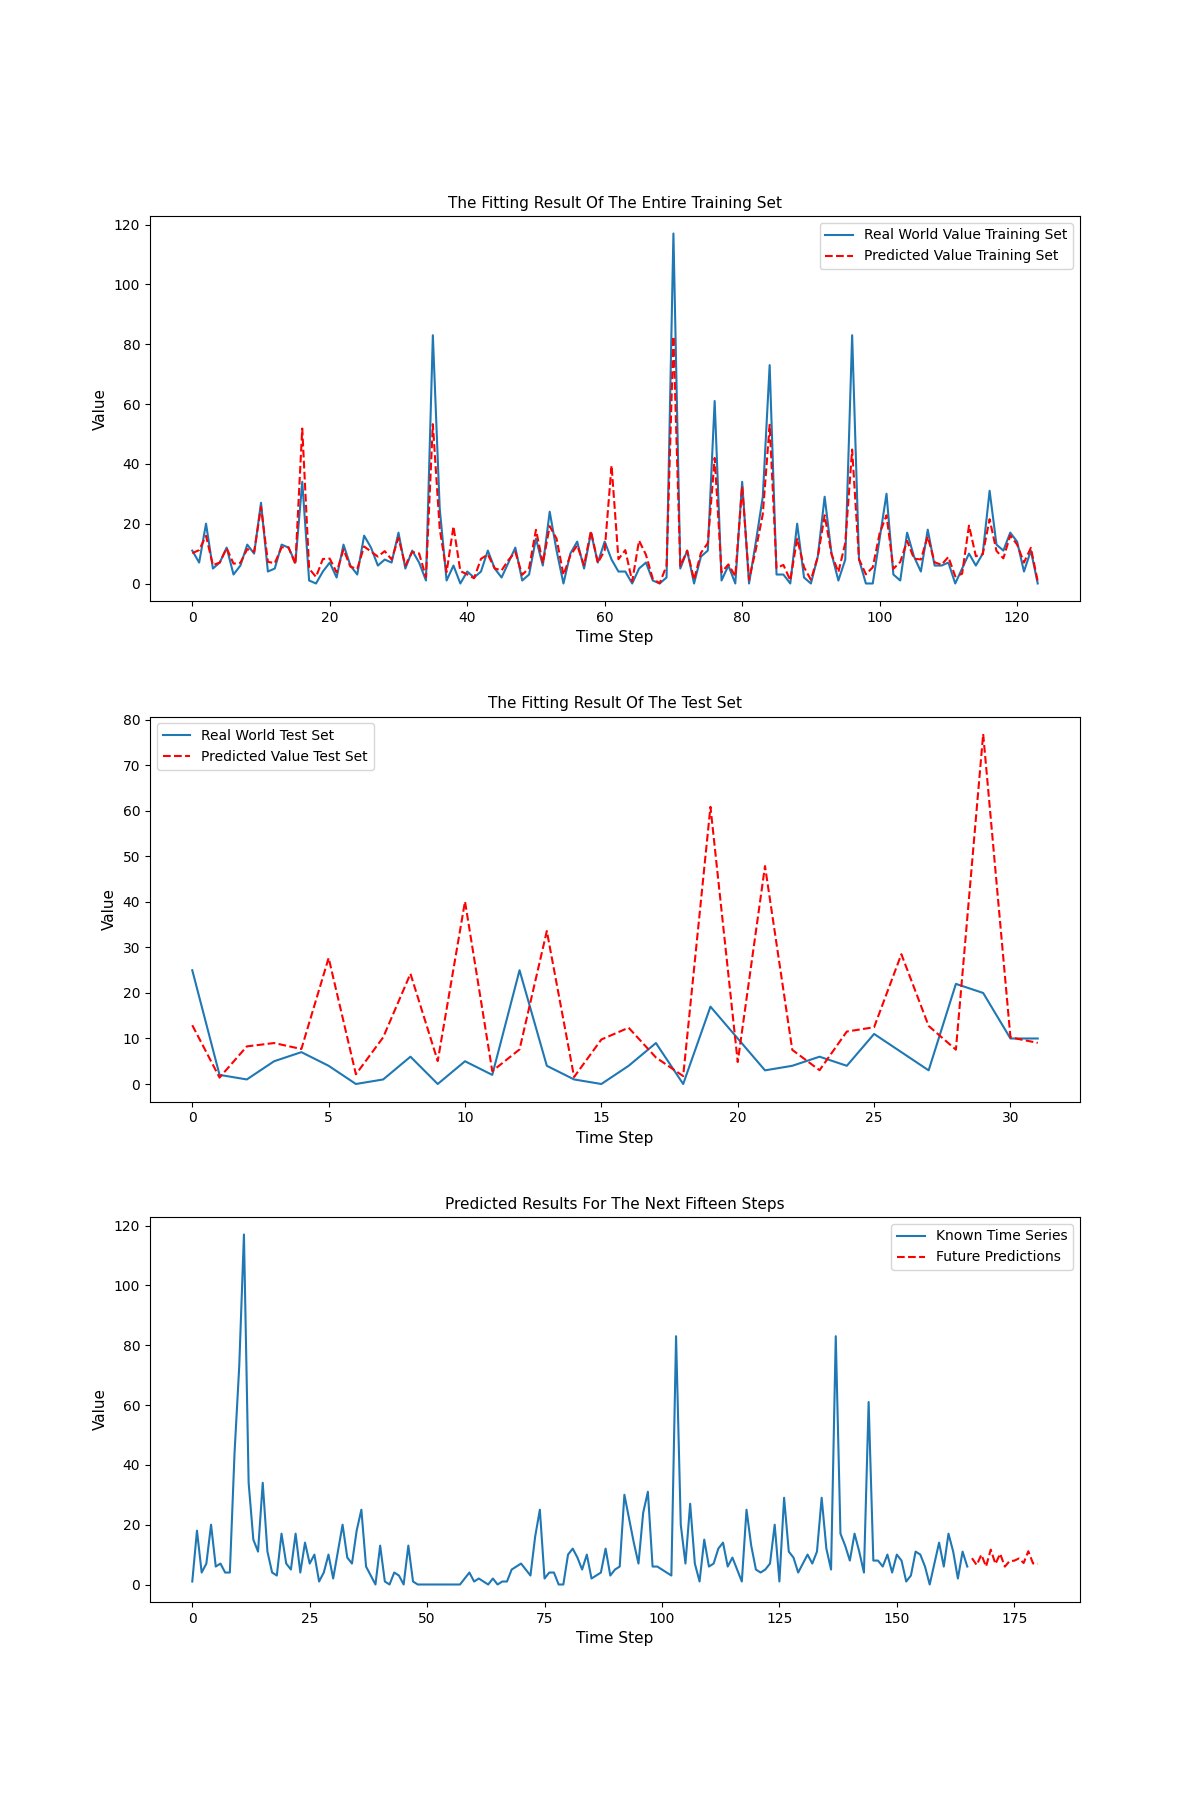 The Fitting Result Of The Entire Training Set
120
100
80
60
40
20
0
Value
Real World Value Training Set
Predicted Value Training Set
0 20 40 60 80 100 120
Time Step
The Fitting Result Of The Test Set
80
70
60
50
40
30
20
10
0
Value
Real World Test Set
Predicted Value Test Set
0 5 10 15 20 25 30
Time Step
Predicted Results For The Next Fifteen Steps
120
100
80
60
40
20
0
Value
Known Time Series
Future Predictions
0 25 50 75 100 125 150 175
Time Step